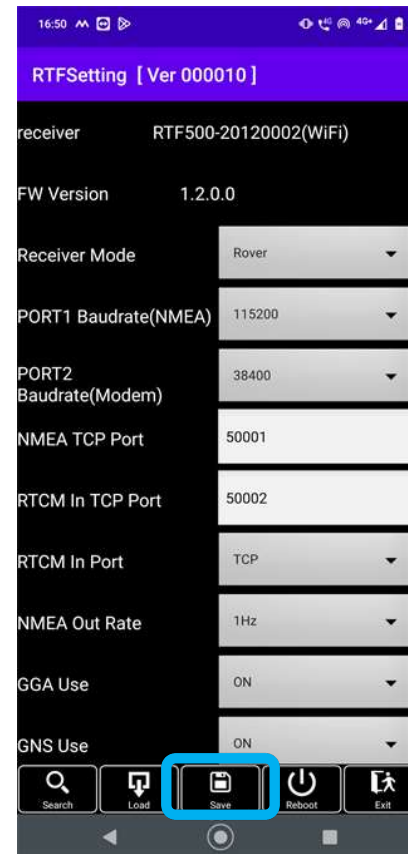 16:50 4G 4G+
RTFSetting [ Ver 000010 ]
receiver RTF500-20120002(WiFi)
FW Version 1.2.0.0
Receiver Mode Rover
PORT1 Baudrate(NMEA) 115200
PORT2
Baudrate(Modem) 38400
NMEA TCP Port 50001
RTCM In TCP Port 50002
RTCM In Port TCP
NMEA Out Rate 1Hz
GGA Use ON
GNS Use ON
Search Load Save Reboot Exit